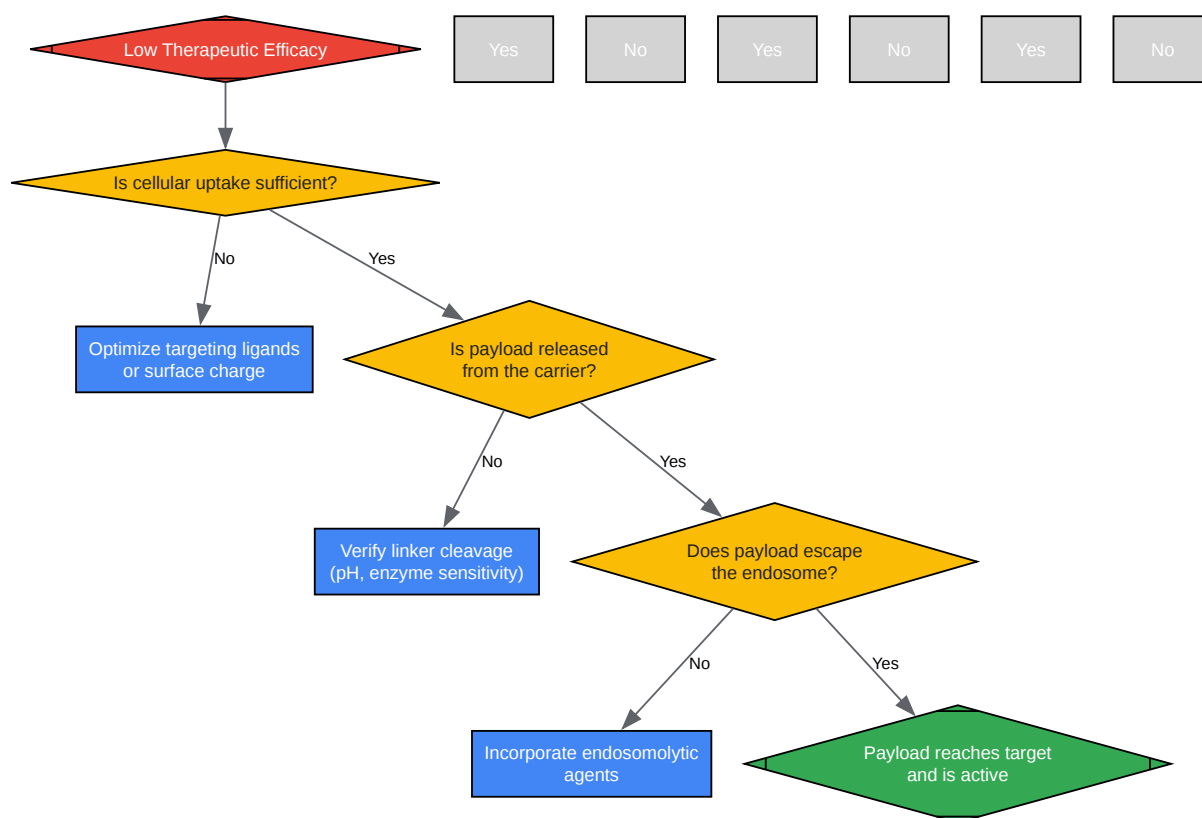 Low Therapeutic Efficacy
Yes
No
Yes
No
Yes
No
Is cellular uptake sufficient?
No
Yes
Optimize targeting ligands
or surface charge
Is payload released
from the carrier?
No
Yes
Verify linker cleavage
(pH, enzyme sensitivity)
Does payload escape
the endosome?
No
Yes
Incorporate endosomolytic
agents
Payload reaches target
and is active